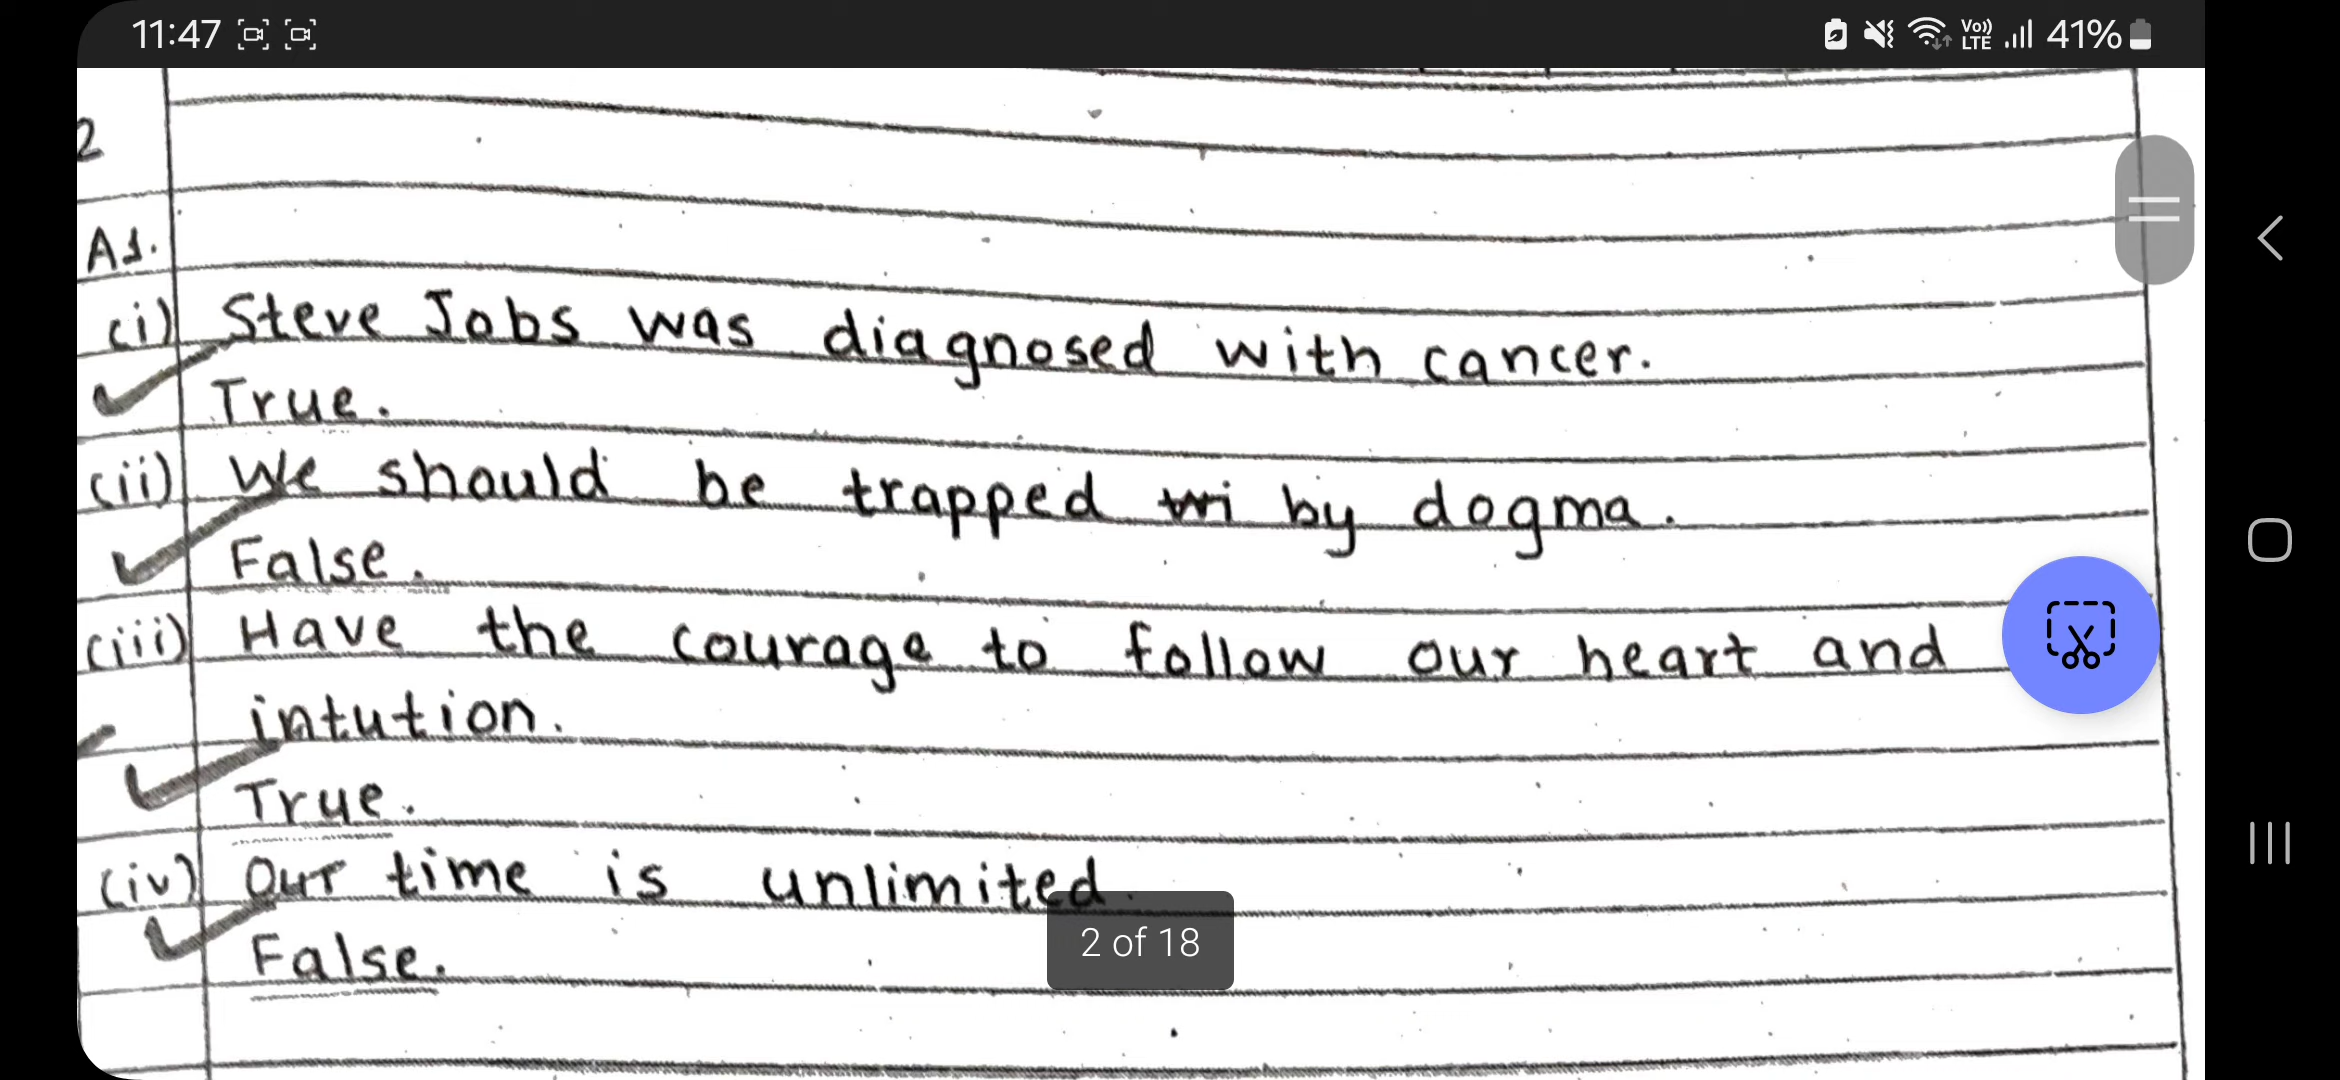 11:47
Vo)) LTE 41%
2
A1.
(i) Steve Jobs was diagnosed with cancer.
True.
(ii) We should be trapped by dogma.
False.
(iii) Have the courage to follow our heart and
intution.
True.
(iv) Our time is unlimited.
False.
2 of 18